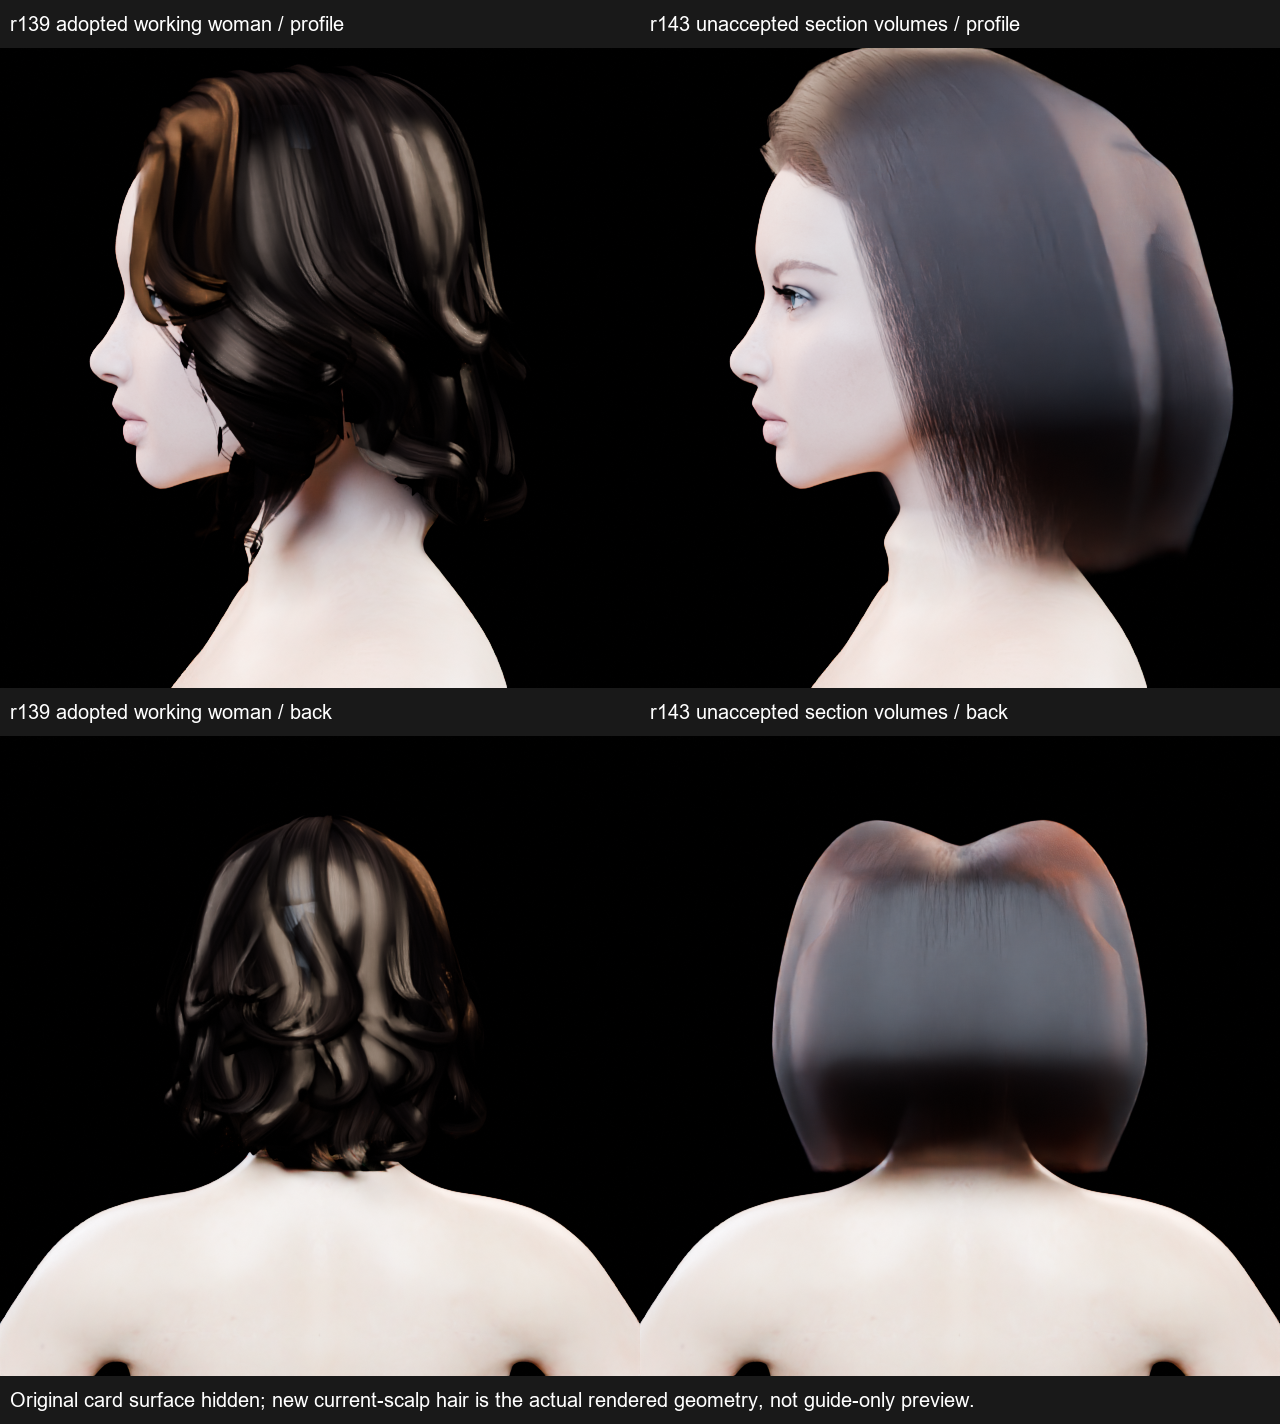 r139 adopted working woman / profile
r143 unaccepted section volumes / profile
r139 adopted working woman / back
r143 unaccepted section volumes / back
Original card surface hidden; new current-scalp hair is the actual rendered geometry, not guide-only preview.